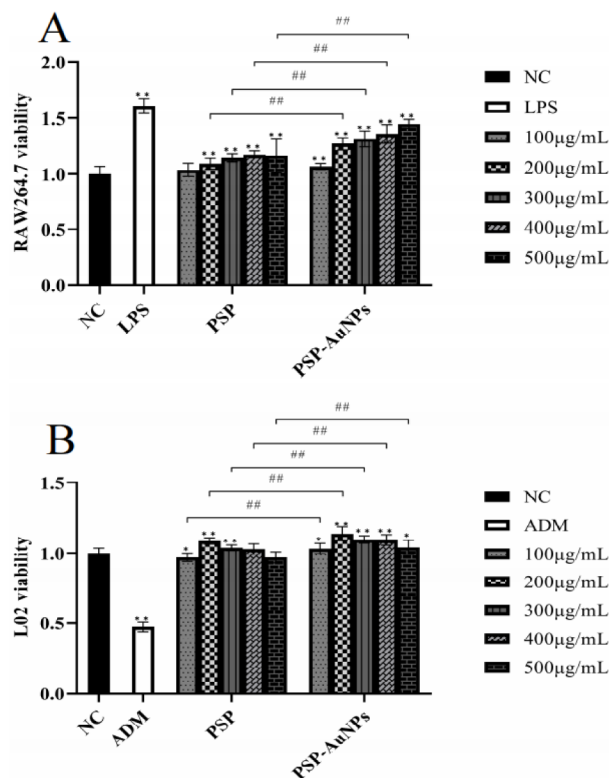 A
##
##
##
##
2.0
1.5
1.0
0.5
0.0
RAW264.7 viability
**
** ** ** **
** ** ** ** **
NC
LPS
PSP
PSP-AuNPs
NC
LPS
100μg/mL
200μg/mL
300μg/mL
400μg/mL
500μg/mL
B
##
##
##
##
##
1.5
1.0
0.5
0.0
L02 viability
**
* ** **
* ** ** ** *
NC
ADM
PSP
PSP-AuNPs
NC
ADM
100μg/mL
200μg/mL
300μg/mL
400μg/mL
500μg/mL